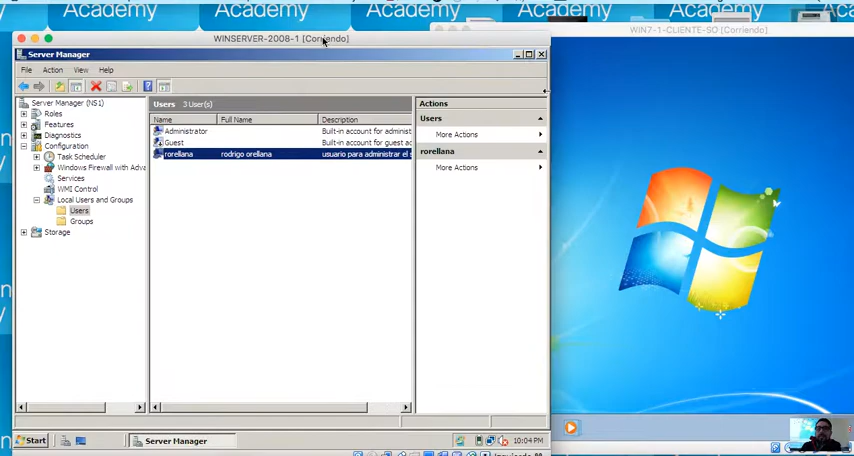 Academy
Academy
Academy
Academy
WINSERVER-2008-1 [Corriendo]
WIN7-1-CLIENTE-SO [Corriendo]
Server Manager
File Action View Help
Server Manager (NS1)
Roles
Features
Diagnostics
Configuration
Task Scheduler
Windows Firewall with Adva
Services
WMI Control
Local Users and Groups
Users
Groups
Storage
Users 3 User(s)
Name Full Name Description
Administrator Built-in account for administ
Guest Built-in account for guest ac
rorellana rodrigo orellana usuario para administrar el s
Actions
Users
More Actions
rorellana
More Actions
Start Server Manager 10:04 PM